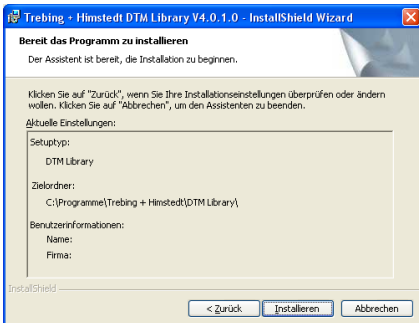 Trebing + Himstedt DTM Library V4.0.1.0 - InstallShield Wizard
Bereit das Programm zu installieren
Der Assistent ist bereit, die Installation zu beginnen.
Klicken Sie auf "Zurück", wenn Sie Ihre Installationseinstellungen überprüfen oder ändern
wollen. Klicken Sie auf "Abbrechen", um den Assistenten zu beenden.
Aktuelle Einstellungen:
Setuptyp:
DTM Library
Zielordner:
C:\Programme\Trebing + Himstedt\DTM Library\
Benutzerinformationen:
Name:
Firma:
InstallShield
< Zurück Installieren Abbrechen